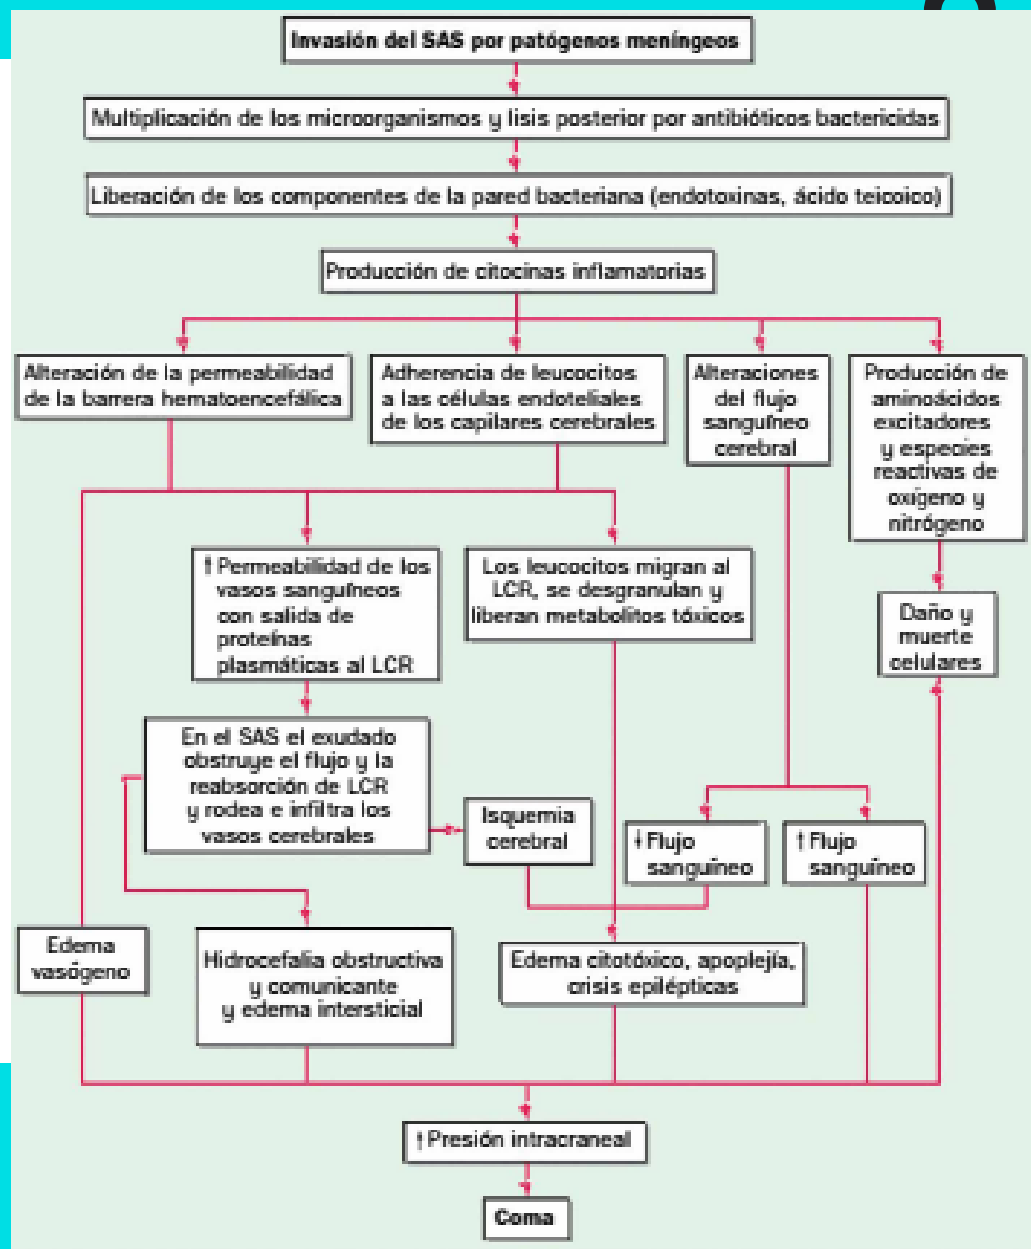 Invasión del SAS por patógenos meníngeos
Multiplicación de los microorganismos y lisis posterior por antibióticos bactericidas
Liberación de los componentes de la pared bacteriana (endotoxinas, ácido teicoico)
Producción de citocinas inflamatorias
Alteración de la permeabilidad
de la barrera hematoencefálica
Adherencia de leucocitos
a las células endoteliales
de los capilares cerebrales
Alteraciones
del flujo
sanguíneo
cerebral
Producción de
aminoácidos
excitadores
y especies
reactivas de
oxígeno y
nitrógeno
↑ Permeabilidad de los
vasos sanguíneos
con salida de
proteínas
plasmáticas al LCR
Los leucocitos migran al
LCR, se desgranulan y
liberan metabolitos tóxicos
Daño y
muerte
celulares
En el SAS el exudado
obstruye el flujo y la
reabsorción de LCR
y rodea e infiltra los
vasos cerebrales
Isquemia
cerebral
↓ Flujo
sanguíneo
↑ Flujo
sanguíneo
Edema
vasógeno
Hidrocefalia obstructiva
y comunicante
y edema intersticial
Edema citotóxico, apoplejía,
crisis epilépticas
↑ Presión intracraneal
Coma